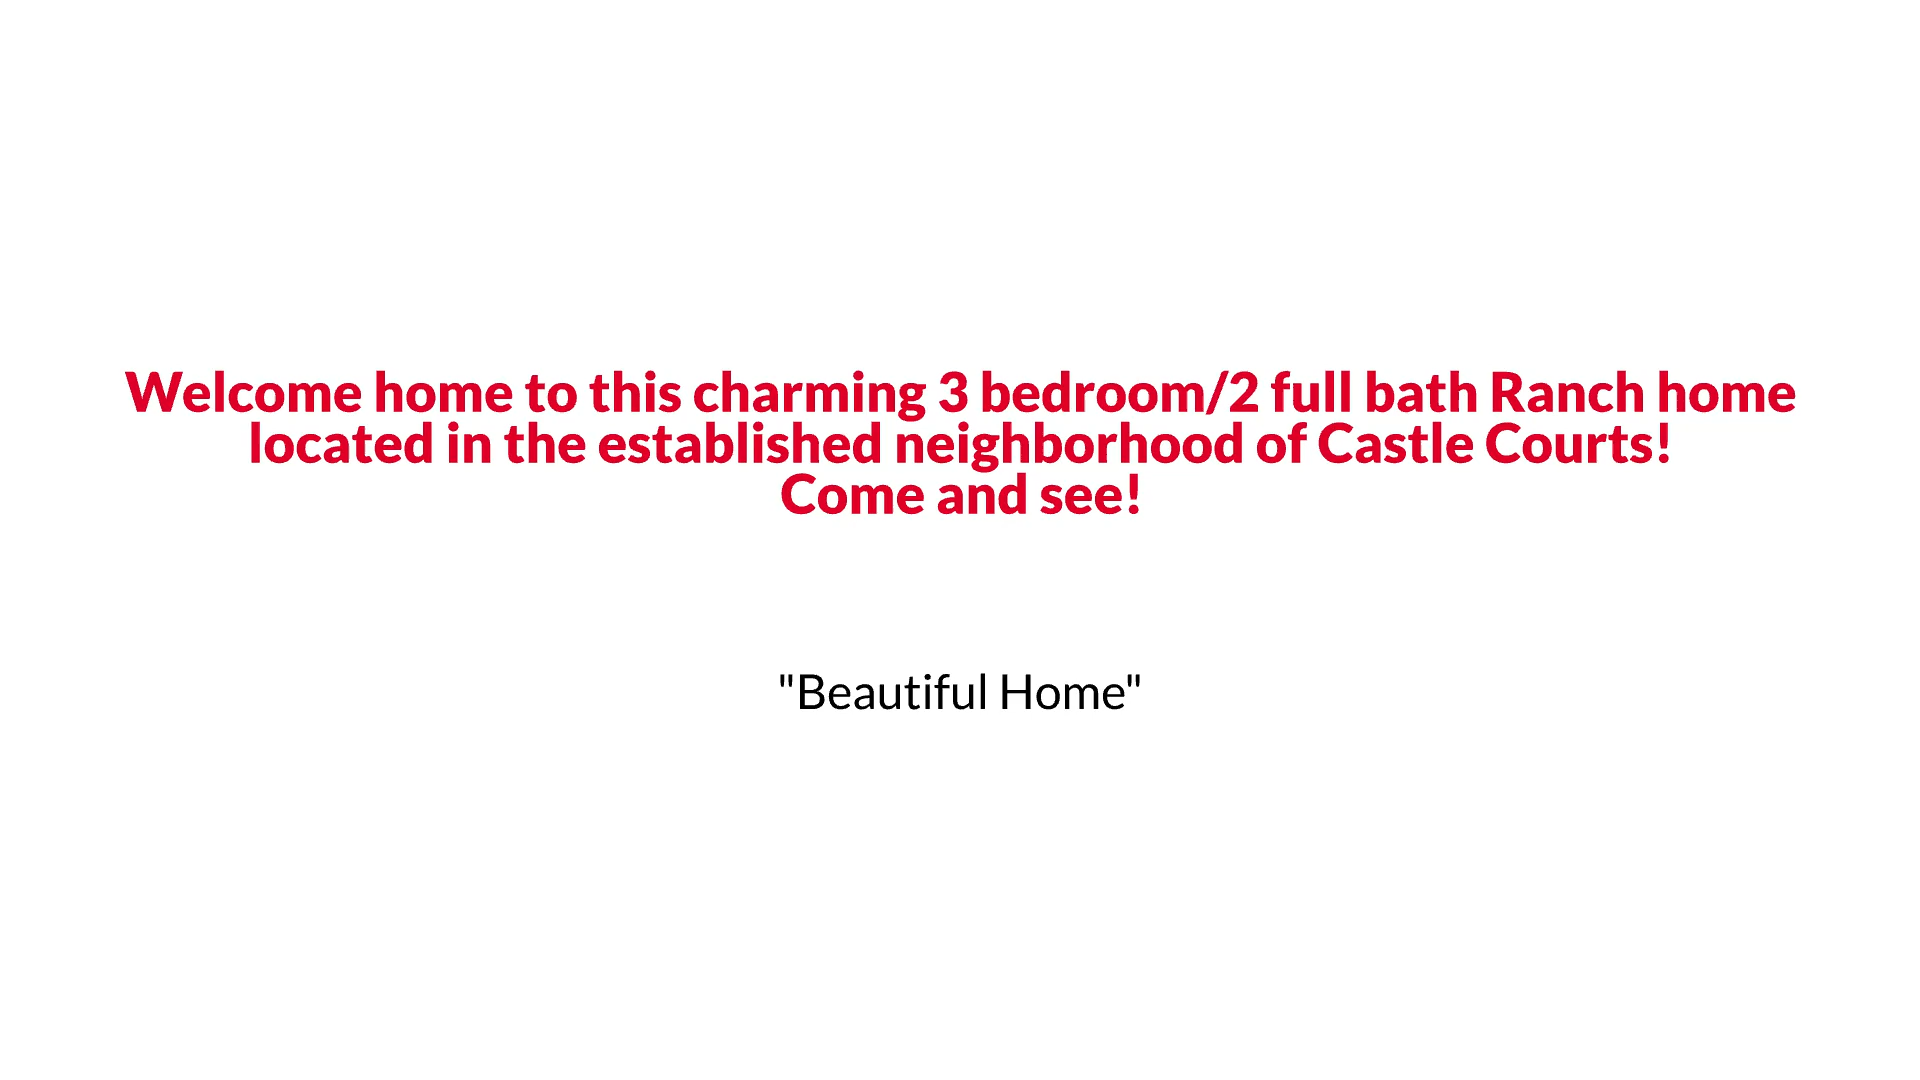 Welcome home to this charming 3 bedroom/2 full bath Ranch home
located in the established neighborhood of Castle Courts!
Come and see!
"Beautiful Home"